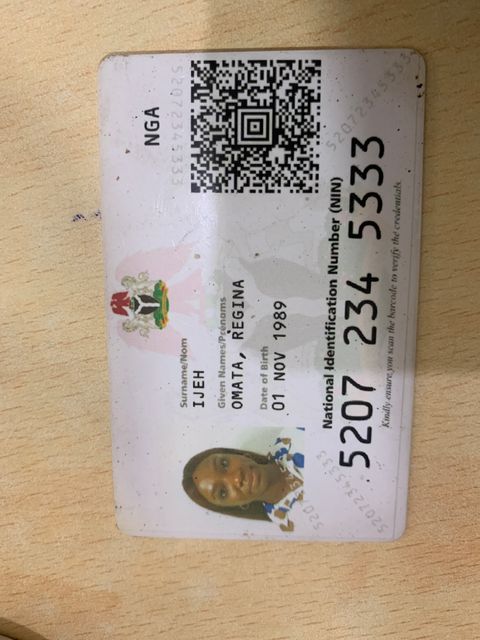 NGA
52072345333
Surname/Nom
IJEH
Given Names/Prénoms
OMATA, REGINA
Date of Birth
01 NOV 1989
National Identification Number (NIN)
5207 234 5333
Kindly ensure you scan the barcode to verify the credentials.
52072345333
52072345333
52072345333